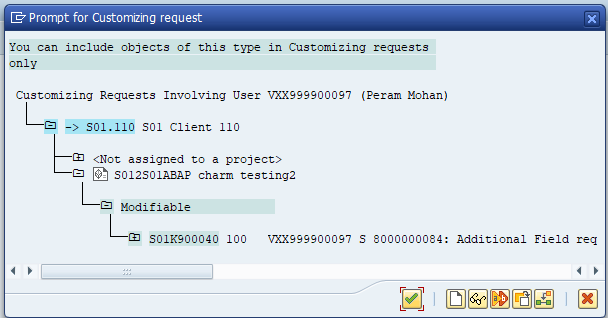 Prompt for Customizing request
You can include objects of this type in Customizing requests
only
Customizing Requests Involving User VXX999900097 (Peram Mohan)
-> S01.110 S01 Client 110
<Not assigned to a project>
S012S01ABAP charm testing2
Modifiable
S01K900040 100 VXX999900097 S 8000000084: Additional Field req